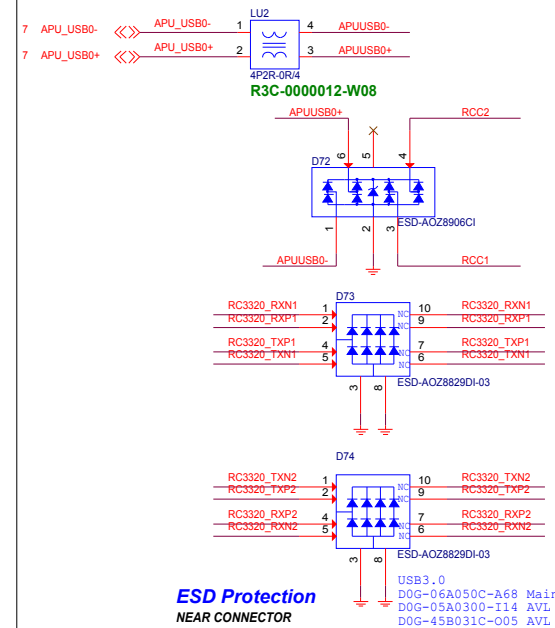 LU2
7 APU_USB0- APU_USB0- 1 4 APUUSB0-
7 APU_USB0+ APU_USB0+ 2 3 APUUSB0+
4P2R-0R/4
R3C-0000012-W08
APUUSB0+ RCC2
6 5 4
D72
ESD-AOZ8906CI
1 2 3
APUUSB0- RCC1
D73
RC3320_RXN1 1 NC 10 RC3320_RXN1
RC3320_RXP1 2 NC 9 RC3320_RXP1
RC3320_TXP1 4 NC 7 RC3320_TXP1
RC3320_TXN1 5 NC 6 RC3320_TXN1
ESD-AOZ8829DI-03
3 8
D74
RC3320_TXN2 1 NC 10 RC3320_TXN2
RC3320_TXP2 2 NC 9 RC3320_TXP2
RC3320_RXP2 4 NC 7 RC3320_RXP2
RC3320_RXN2 5 NC 6 RC3320_RXN2
ESD-AOZ8829DI-03
3 8
USB3.0
ESD Protection D0G-06A050C-A68 Main
D0G-05A0300-I14 AVL
NEAR CONNECTOR D0G-45B031C-O05 AVL